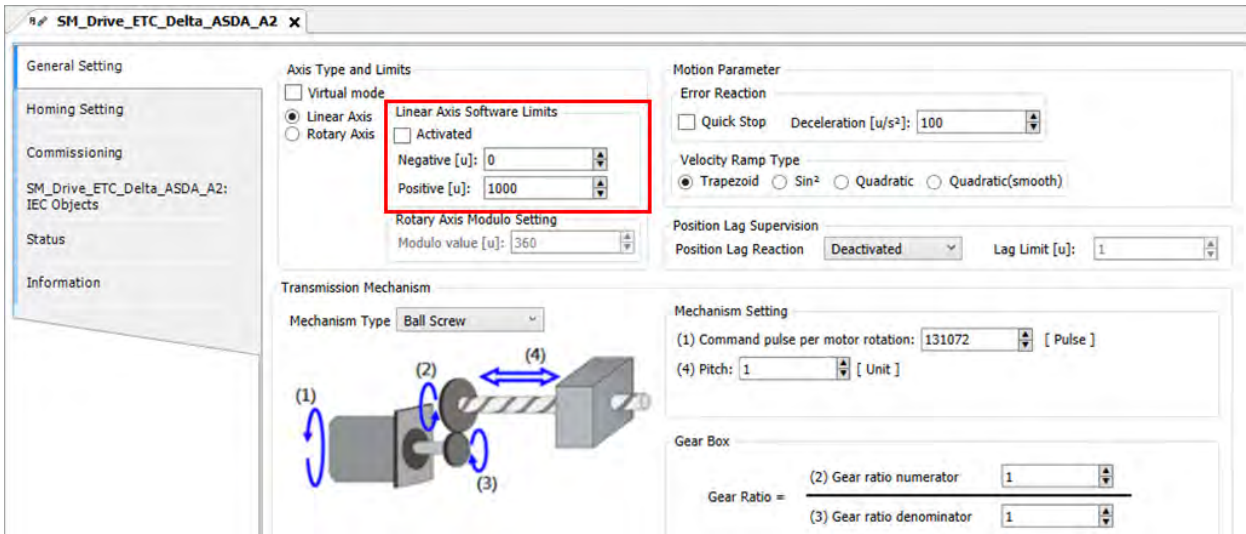 SM_Drive_ETC_Delta_ASDA_A2 X
General Setting
Homing Setting
Commissioning
SM_Drive_ETC_Delta_ASDA_A2:
IEC Objects
Status
Information
Axis Type and Limits
Virtual mode
Linear Axis
Rotary Axis
Linear Axis Software Limits
Activated
Negative [u]: 0
Positive [u]: 1000
Rotary Axis Modulo Setting
Modulo value [u]: 360
Motion Parameter
Error Reaction
Quick Stop Deceleration [u/s²]: 100
Velocity Ramp Type
Trapezoid Sin² Quadratic Quadratic(smooth)
Position Lag Supervision
Position Lag Reaction Deactivated Lag Limit [u]: 1
Transmission Mechanism
Mechanism Type Ball Screw
(1)
(2)
(4)
(3)
Mechanism Setting
(1) Command pulse per motor rotation: 131072 [ Pulse ]
(4) Pitch: 1 [ Unit ]
Gear Box
Gear Ratio =
(2) Gear ratio numerator 1
(3) Gear ratio denominator 1